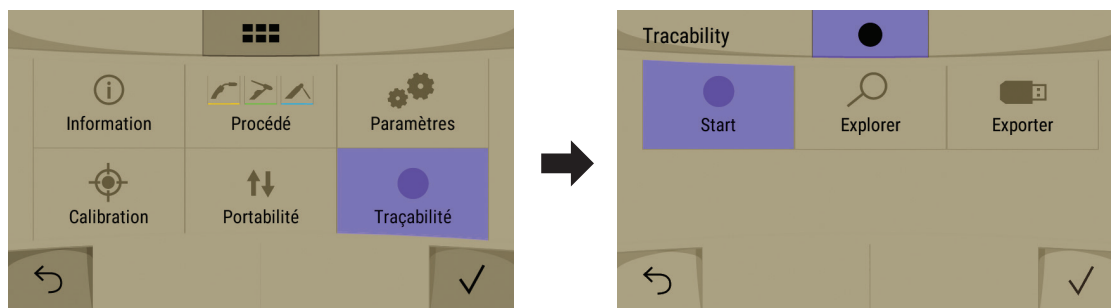 Information
Procédé
Paramètres
Calibration
Portabilité
Traçabilité
Tracability
Start
Explorer
Exporter